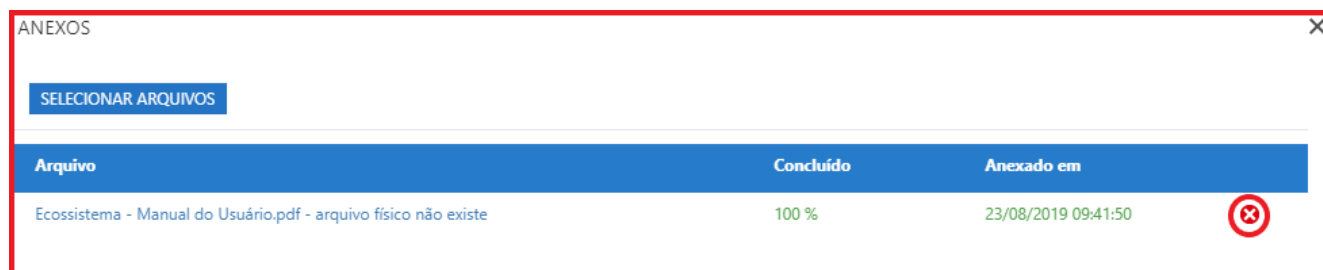 ANEXOS
SELECIONAR ARQUIVOS
Arquivo Concluído Anexado em
Ecossistema - Manual do Usuário.pdf - arquivo físico não existe 100 % 23/08/2019 09:41:50